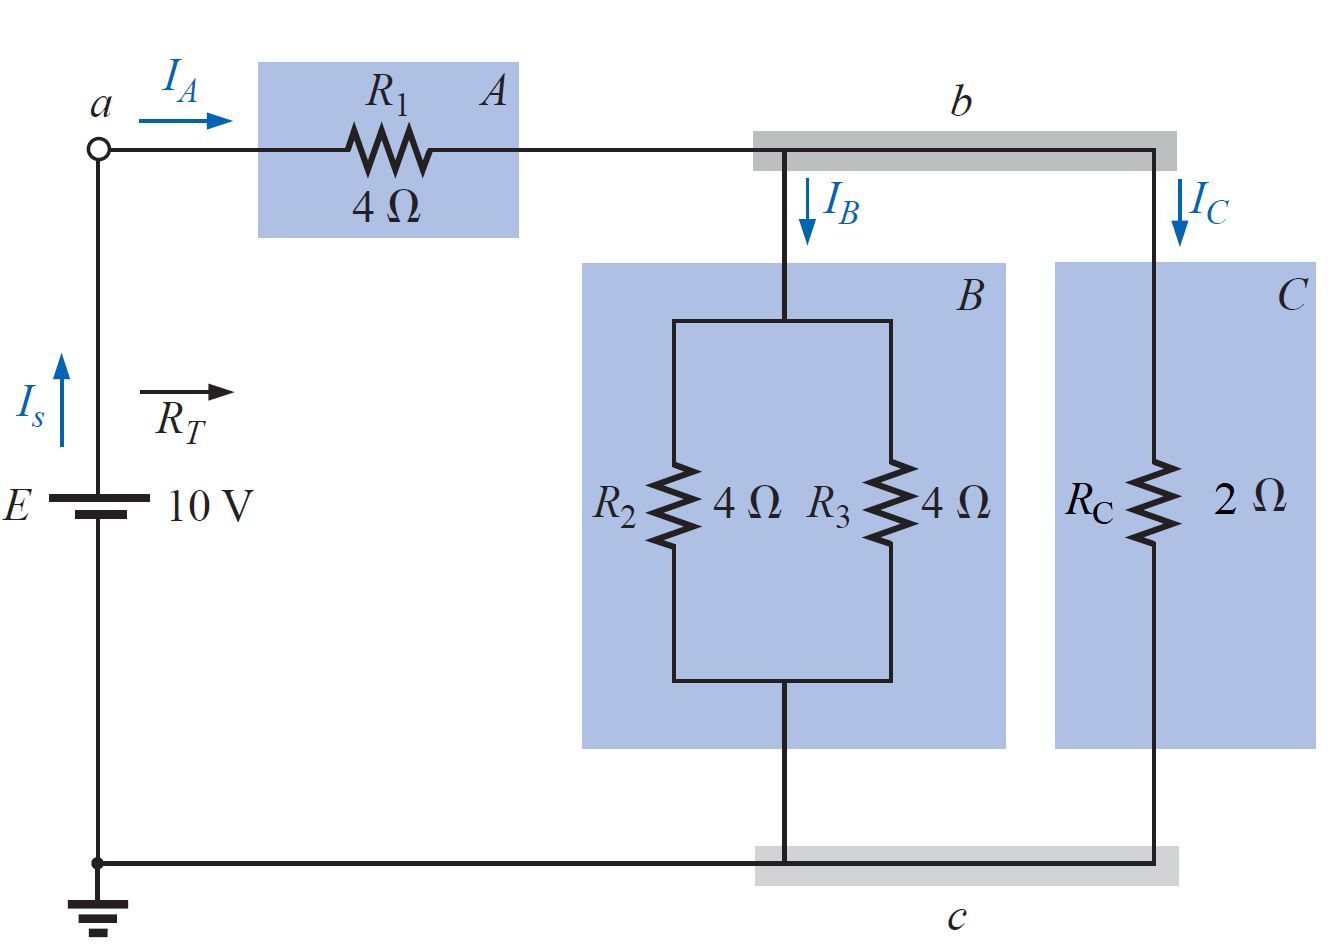 a
I_A
R_1
A
4 Ω
b
I_B
I_C
B
C
I_s
R_T
E
10 V
R_2
4 Ω
R_3
4 Ω
R_C
2 Ω
c